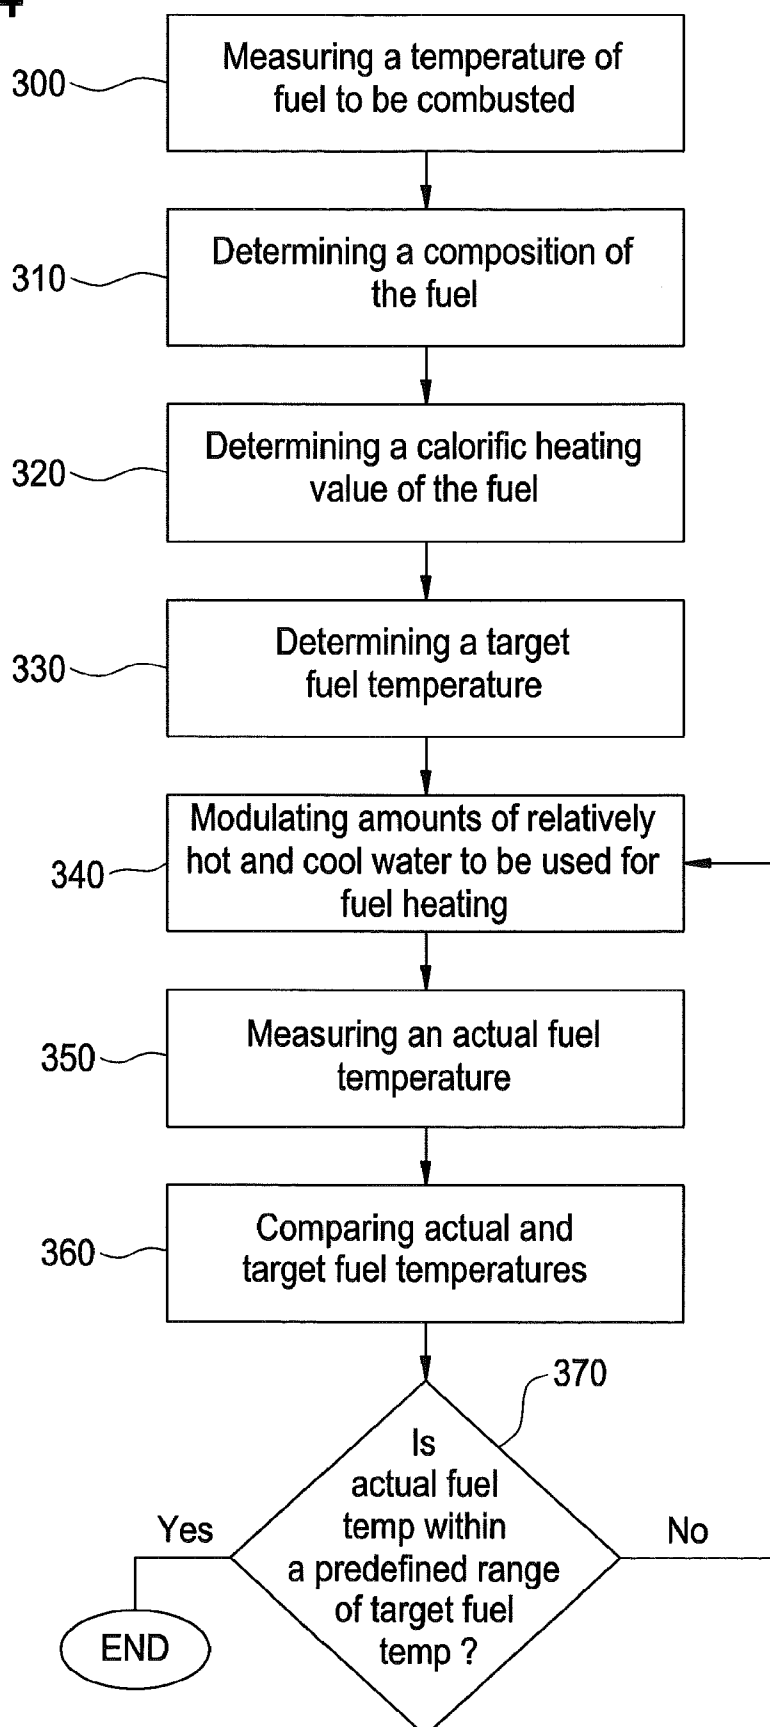 300
Measuring a temperature of
fuel to be combusted
310
Determining a composition of
the fuel
320
Determining a calorific heating
value of the fuel
330
Determining a target
fuel temperature
340
Modulating amounts of relatively
hot and cool water to be used for
fuel heating
350
Measuring an actual fuel
temperature
360
Comparing actual and
target fuel temperatures
370
Is
actual fuel
temp within
a predefined range
of target fuel
temp ?
Yes
No
END